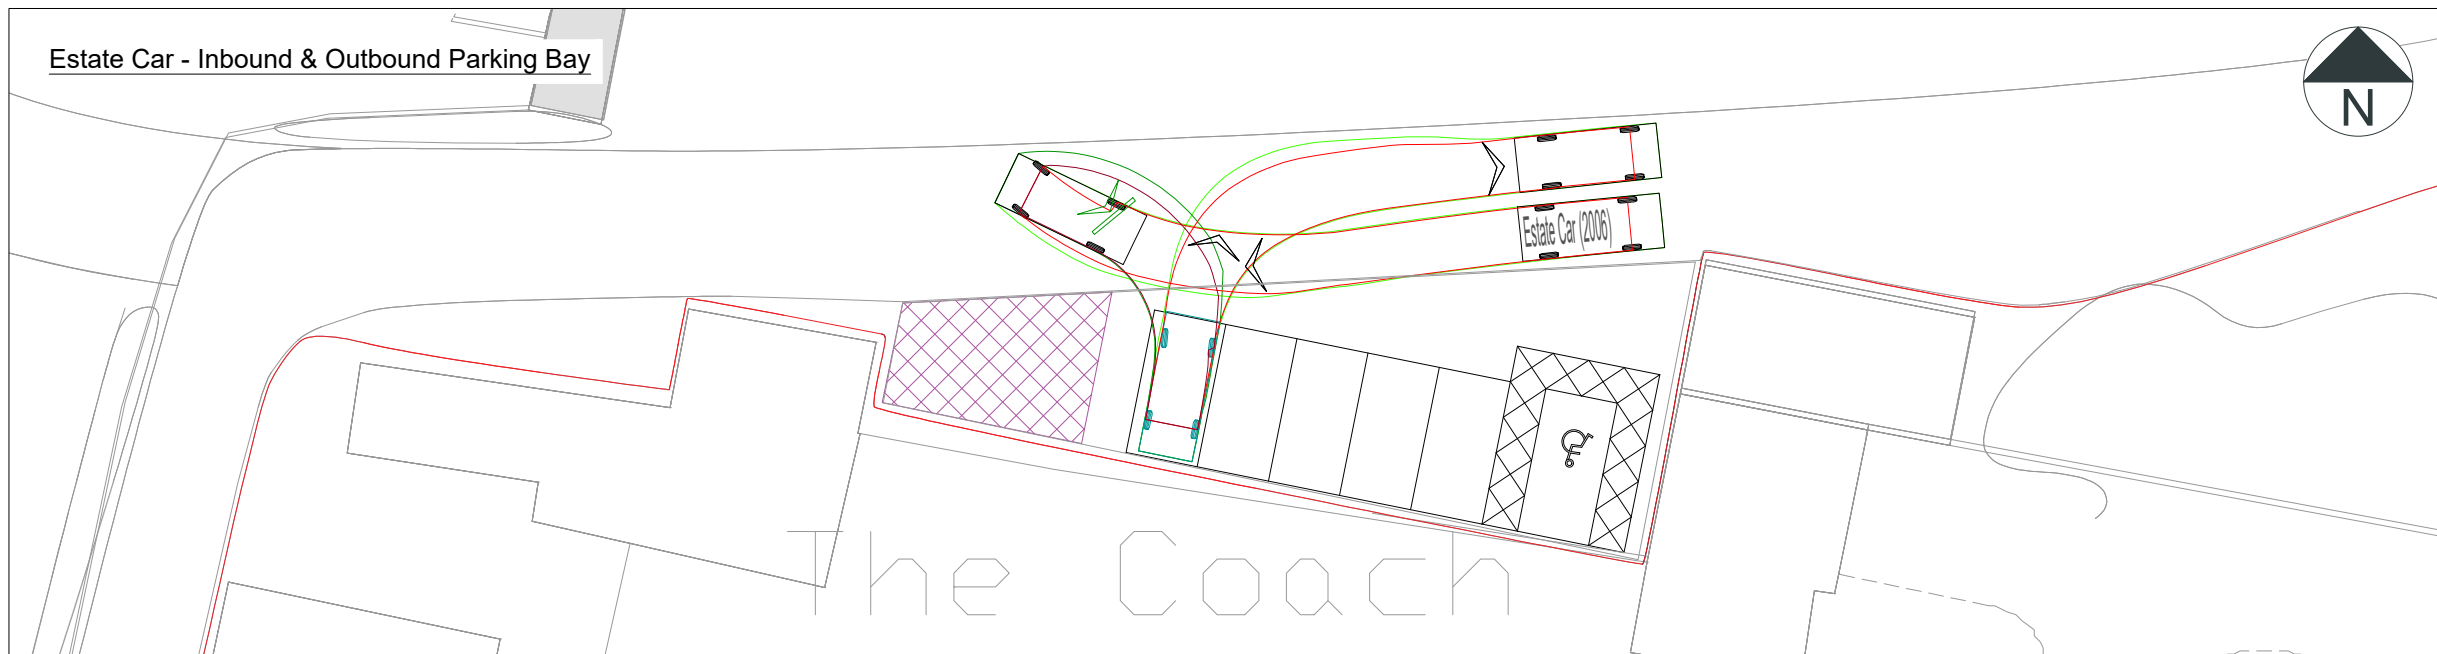 Estate Car - Inbound & Outbound Parking Bay
N
Estate Car (2006)
The Coach